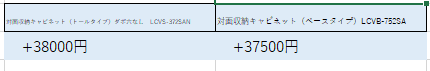 対面収納キャビネット（トールタイプ）ダボ穴なし　LCVS-372SAN
対面収納キャビネット（ベースタイプ）LCVB-752SA
+38000円
+37500円